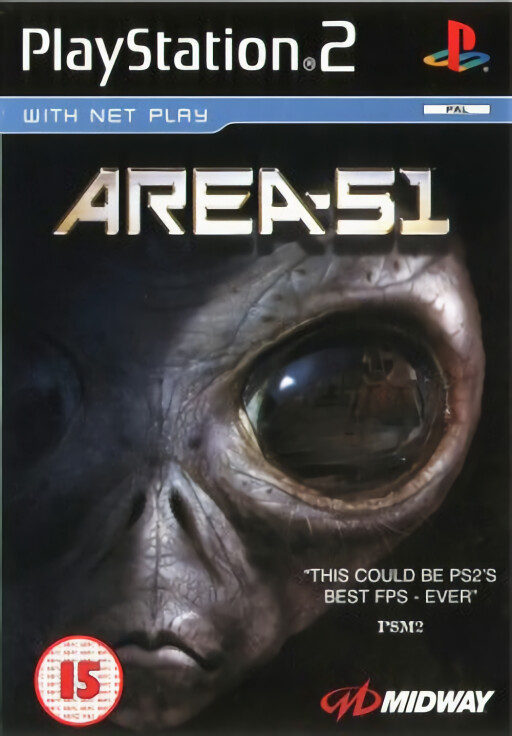 PlayStation®2
WITH NET PLAY
PAL
AREA-51
"THIS COULD BE PS2'S
BEST FPS - EVER"
PSM2
15
MIDWAY